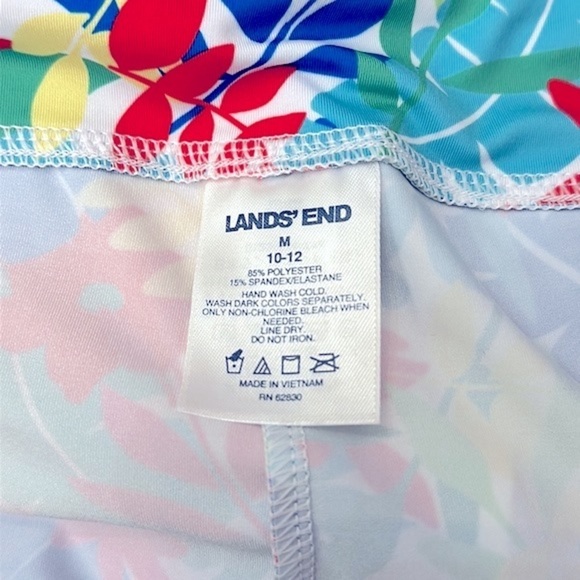 LANDS' END
M
10-12
85% POLYESTER
15% SPANDEX/ELASTANE
HAND WASH COLD.
WASH DARK COLORS SEPARATELY.
ONLY NON-CHLORINE BLEACH WHEN
NEEDED.
LINE DRY.
DO NOT IRON.
MADE IN VIETNAM
RN 62830